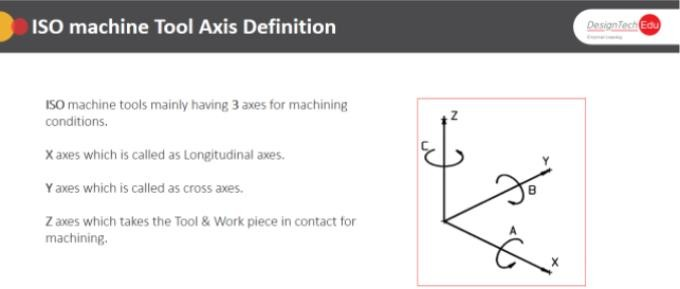 ISO machine Tool Axis Definition
DesignTech Edu
ISO machine tools mainly having 3 axes for machining
conditions.
X axes which is called as Longitudinal axes.
Y axes which is called as cross axes.
Z axes which takes the Tool & Work piece in contact for
machining.
Z
C
Y
B
A
X